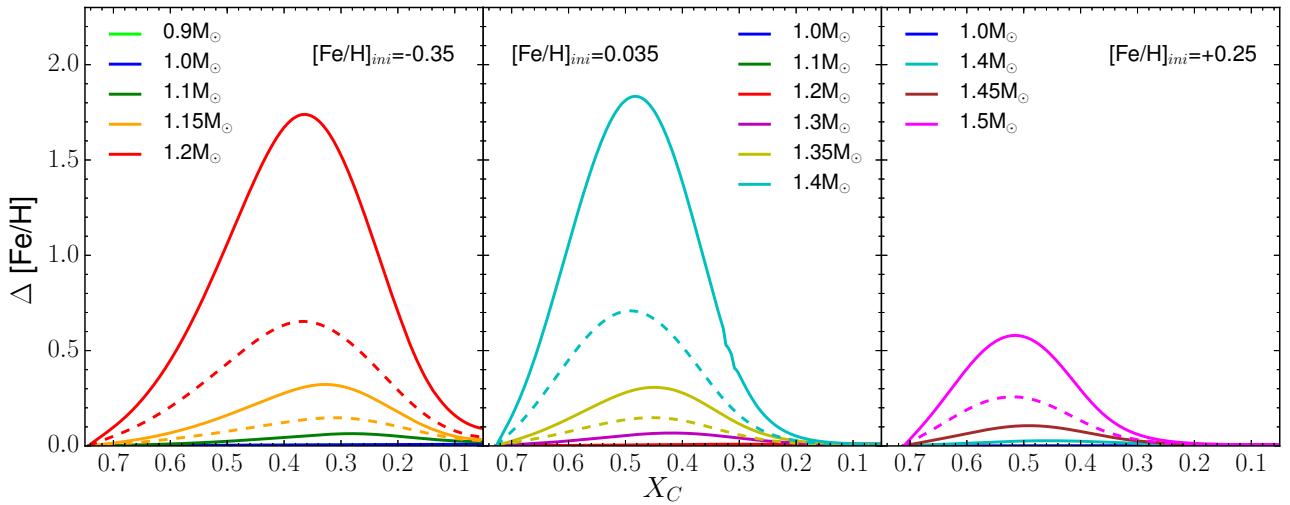 Δ [Fe/H]
2.0
1.5
1.0
0.5
0.0
0.9M⊙
1.0M⊙
1.1M⊙
1.15M⊙
1.2M⊙
[Fe/H]ini=-0.35
0.7 0.6 0.5 0.4 0.3 0.2 0.1
[Fe/H]ini=0.035
1.0M⊙
1.1M⊙
1.2M⊙
1.3M⊙
1.35M⊙
1.4M⊙
0.7 0.6 0.5 0.4 0.3 0.2 0.1
1.0M⊙
1.4M⊙
1.45M⊙
1.5M⊙
[Fe/H]ini=+0.25
0.7 0.6 0.5 0.4 0.3 0.2 0.1
XC